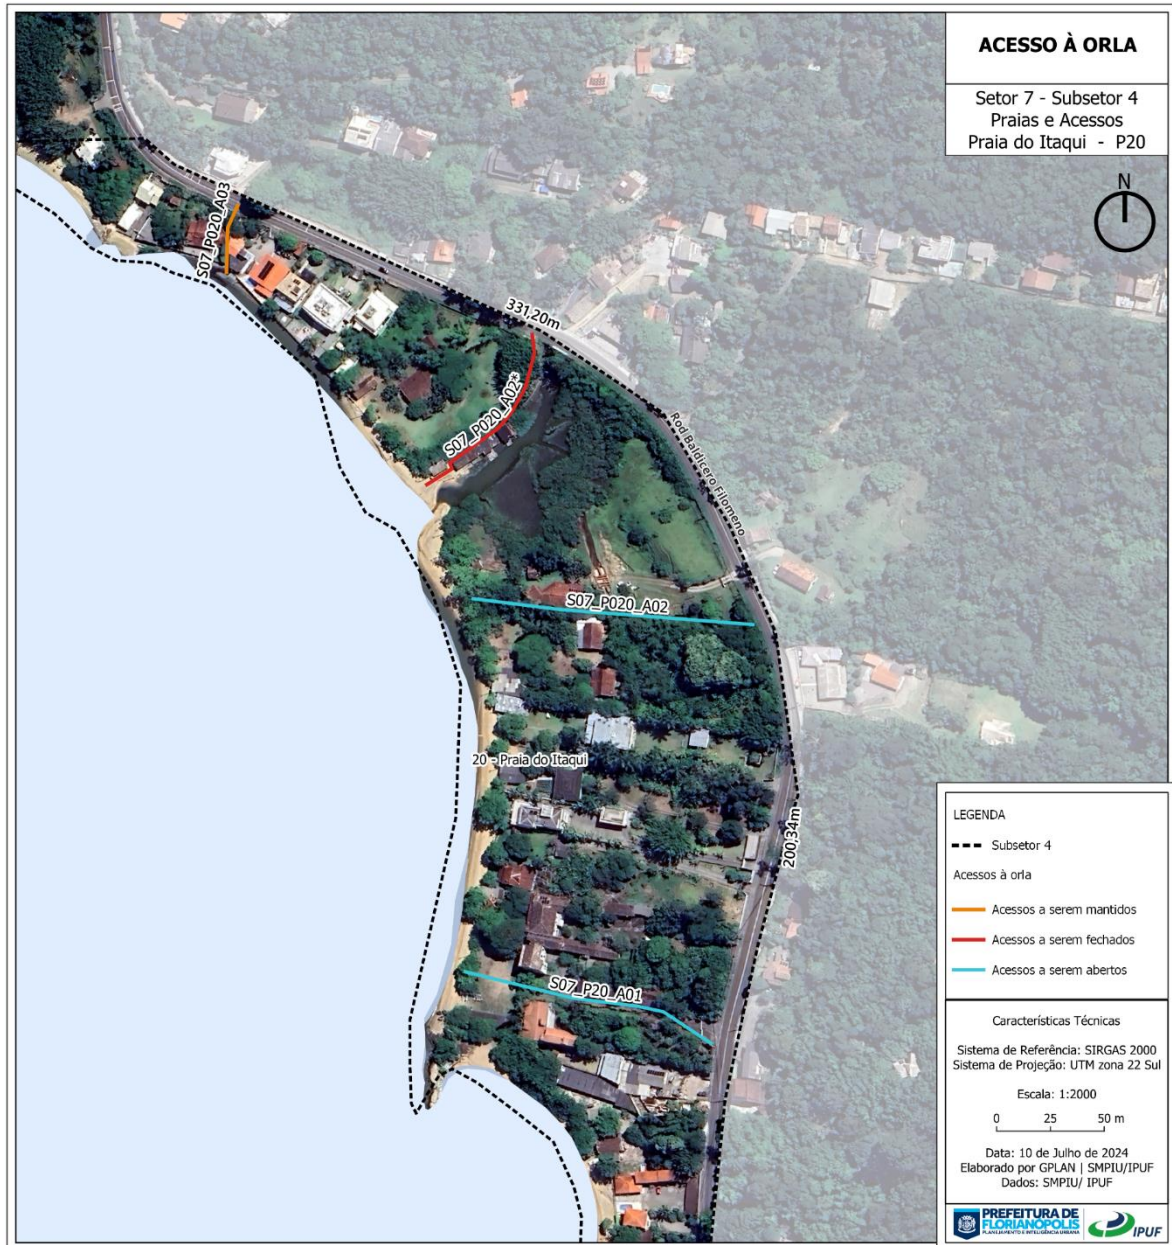 ACESSO À ORLA
Setor 7 - Subsetor 4
Praias e Acessos
Praia do Itaqui - P20
N
S07_P020_A03
331,20m
S07_P020_A02*
Rod Baldicero Filomeno
S07_P020_A02
20 - Praia do Itaqui
200,34m
S07_P20_A01
LEGENDA
Subsetor 4
Acessos à orla
Acessos a serem mantidos
Acessos a serem fechados
Acessos a serem abertos
Características Técnicas
Sistema de Referência: SIRGAS 2000
Sistema de Projeção: UTM zona 22 Sul
Escala: 1:2000
0 25 50 m
Data: 10 de Julho de 2024
Elaborado por GPLAN | SMPIU/IPUF
Dados: SMPIU/ IPUF
PREFEITURA DE
FLORIANÓPOLIS
PLANEJAMENTO E INTELIGÊNCIA URBANA
IPUF